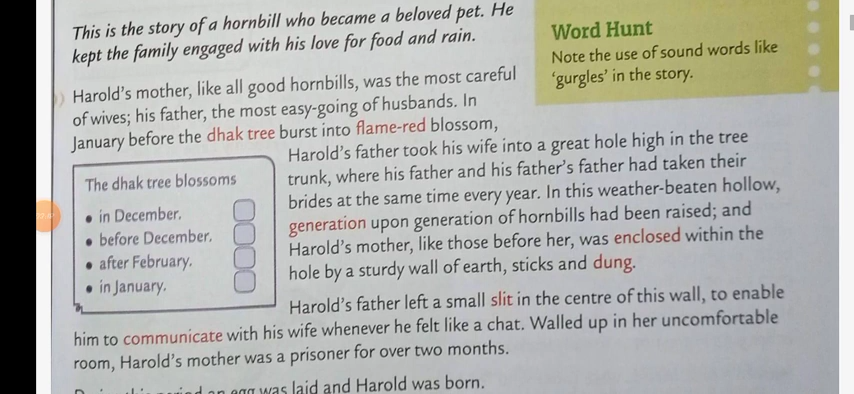 This is the story of a hornbill who became a beloved pet. He
kept the family engaged with his love for food and rain.
Word Hunt
Note the use of sound words like
‘gurgles’ in the story.
Harold’s mother, like all good hornbills, was the most careful
of wives; his father, the most easy-going of husbands. In
January before the dhak tree burst into flame-red blossom,
Harold’s father took his wife into a great hole high in the tree
trunk, where his father and his father’s father had taken their
brides at the same time every year. In this weather-beaten hollow,
generation upon generation of hornbills had been raised; and
Harold’s mother, like those before her, was enclosed within the
hole by a sturdy wall of earth, sticks and dung.
The dhak tree blossoms
• in December.
• before December.
• after February.
• in January.
Harold’s father left a small slit in the centre of this wall, to enable
him to communicate with his wife whenever he felt like a chat. Walled up in her uncomfortable
room, Harold’s mother was a prisoner for over two months.
an egg was laid and Harold was born.